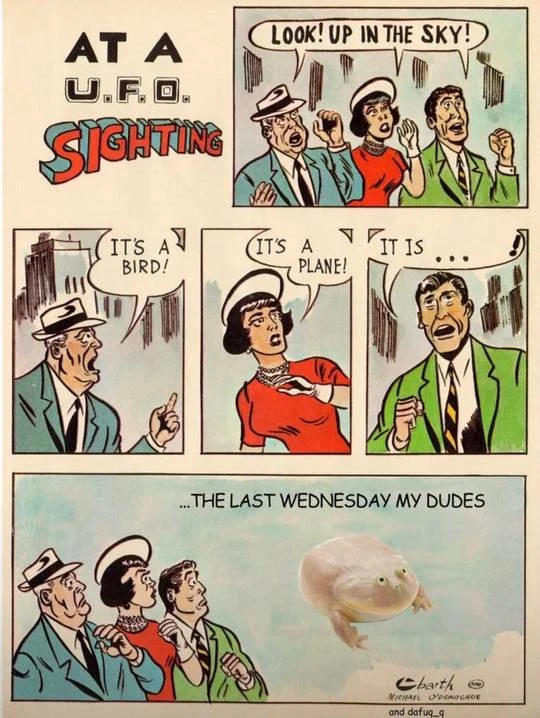 AT A
U.F.O.
SIGHTING
LOOK! UP IN THE SKY!
IT'S A
BIRD!
IT'S A
PLANE!
IT IS ... !
...THE LAST WEDNESDAY MY DUDES
barth AND
MICHAEL O'DONOGHUE
and dafuq_q